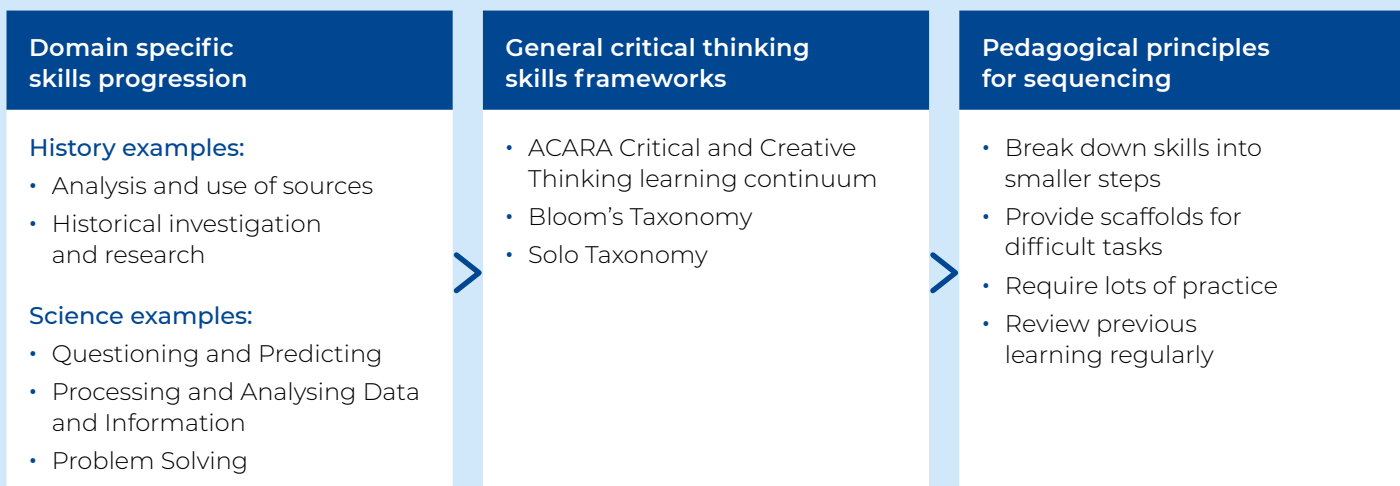 Domain specific
skills progression
History examples:
• Analysis and use of sources
• Historical investigation
and research
Science examples:
• Questioning and Predicting
• Processing and Analysing Data
and Information
• Problem Solving
General critical thinking
skills frameworks
• ACARA Critical and Creative
Thinking learning continuum
• Bloom’s Taxonomy
• Solo Taxonomy
Pedagogical principles
for sequencing
• Break down skills into
smaller steps
• Provide scaffolds for
difficult tasks
• Require lots of practice
• Review previous
learning regularly